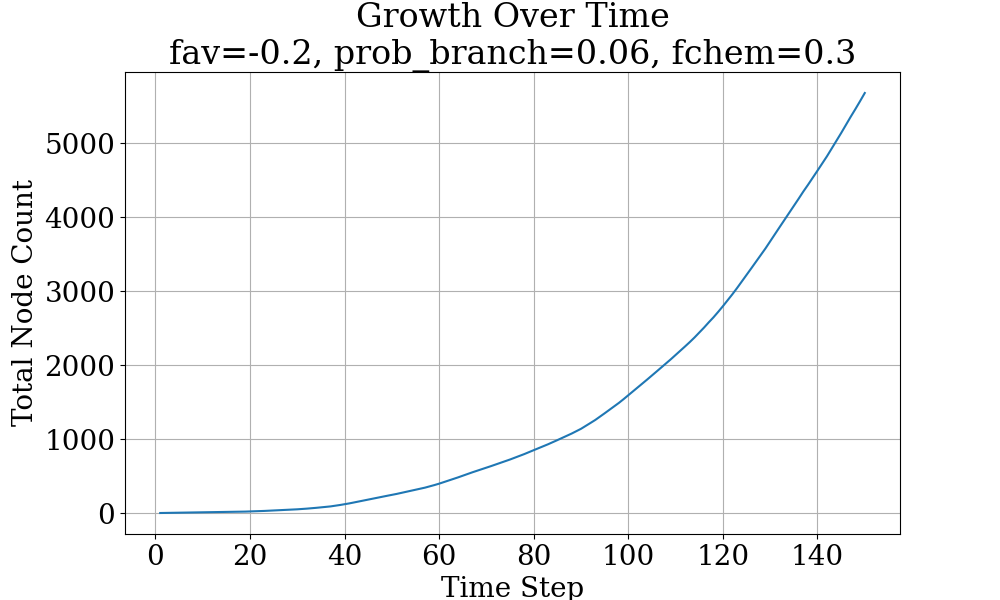 Growth Over Time
fav=-0.2, prob_branch=0.06, fchem=0.3
Total Node Count
5000
4000
3000
2000
1000
0
0 20 40 60 80 100 120 140
Time Step